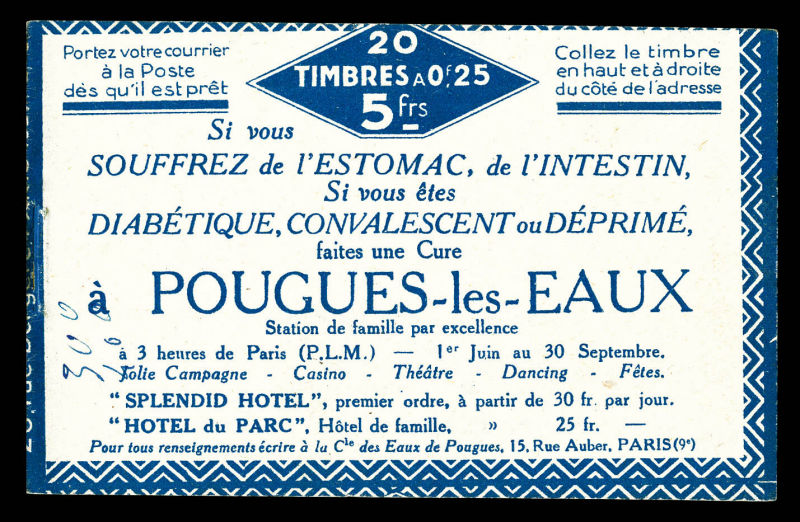 Portez votre courrier
à la Poste
dès qu'il est prêt
20
TIMBRES A 0f,25
5 frs
Collez le timbre
en haut et à droite
du côté de l'adresse
Si vous
SOUFFREZ de l'ESTOMAC, de l'INTESTIN,
Si vous êtes
DIABÉTIQUE, CONVALESCENT ou DÉPRIMÉ,
faites une Cure
à POUGUES-les-EAUX
Station de famille par excellence
à 3 heures de Paris (P.L.M.) — 1er Juin au 30 Septembre.
Jolie Campagne - Casino - Théâtre - Dancing - Fêtes.
"SPLENDID HOTEL", premier ordre, à partir de 30 fr. par jour.
"HOTEL du PARC", Hôtel de famille, » 25 fr. —
Pour tous renseignements écrire à la Cie des Eaux de Pougues, 15, Rue Auber, PARIS (9e)
300